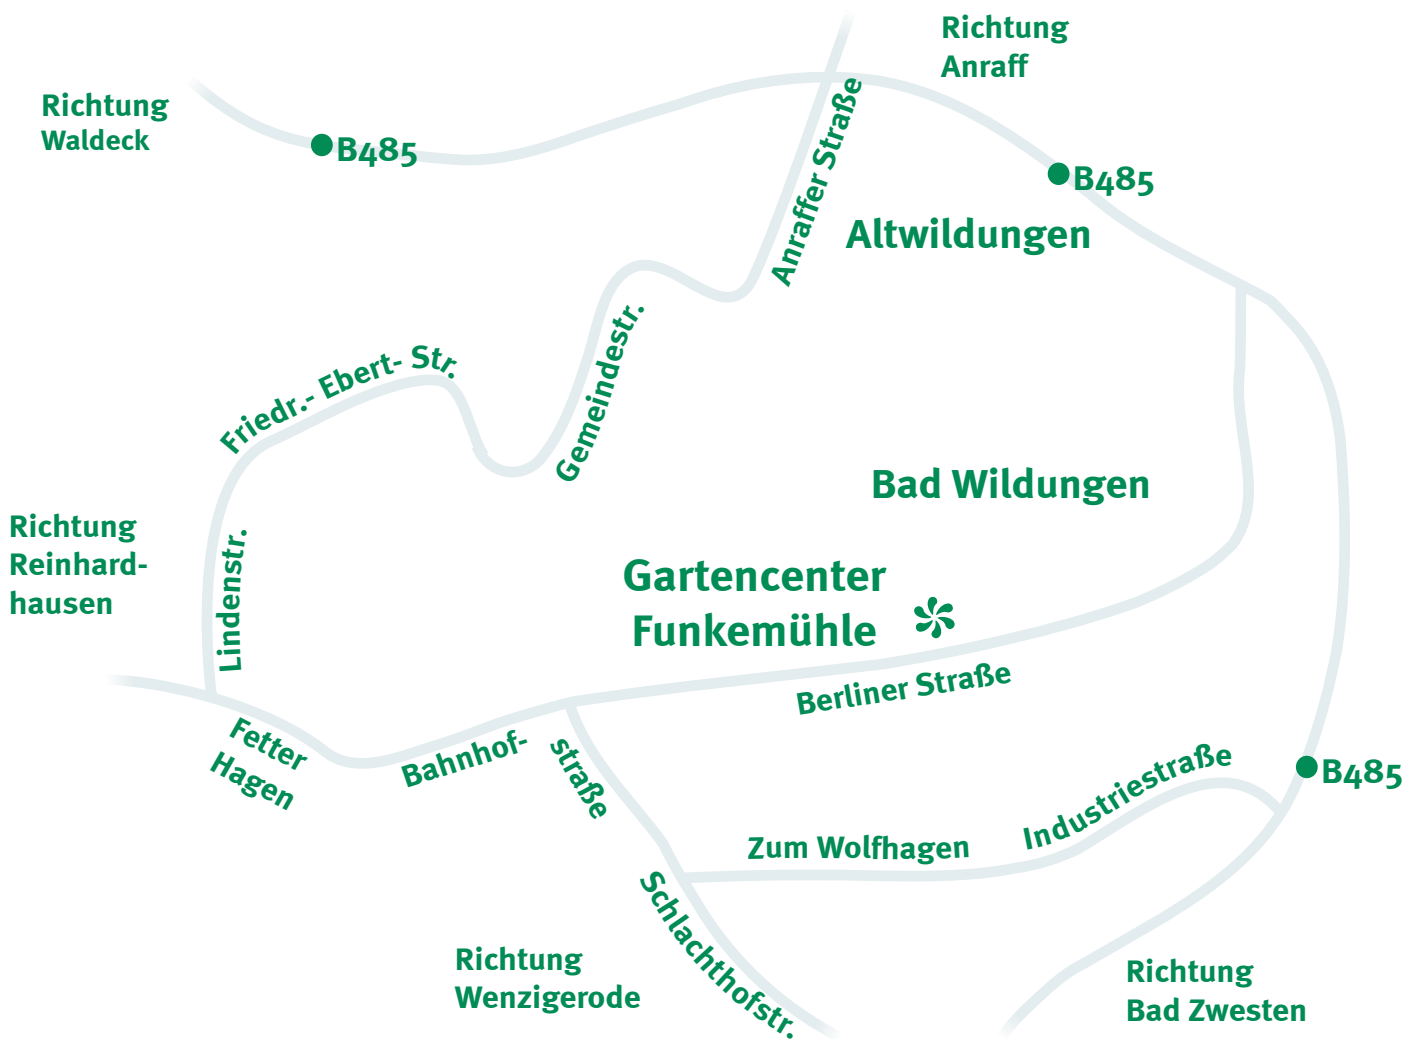 Richtung
Anraff
Richtung
Waldeck
B485
Anraffer Straße
B485
Altwildungen
Gemeindestr.
Friedr.- Ebert- Str.
Bad Wildungen
Richtung
Reinhard-
hausen
Lindenstr.
Gartencenter
Funkemühle
Berliner Straße
Fetter
Hagen
Bahnhof-
straße
Industriestraße
B485
Zum Wolfhagen
Schlachthofstr.
Richtung
Wenzigerode
Richtung
Bad Zwesten